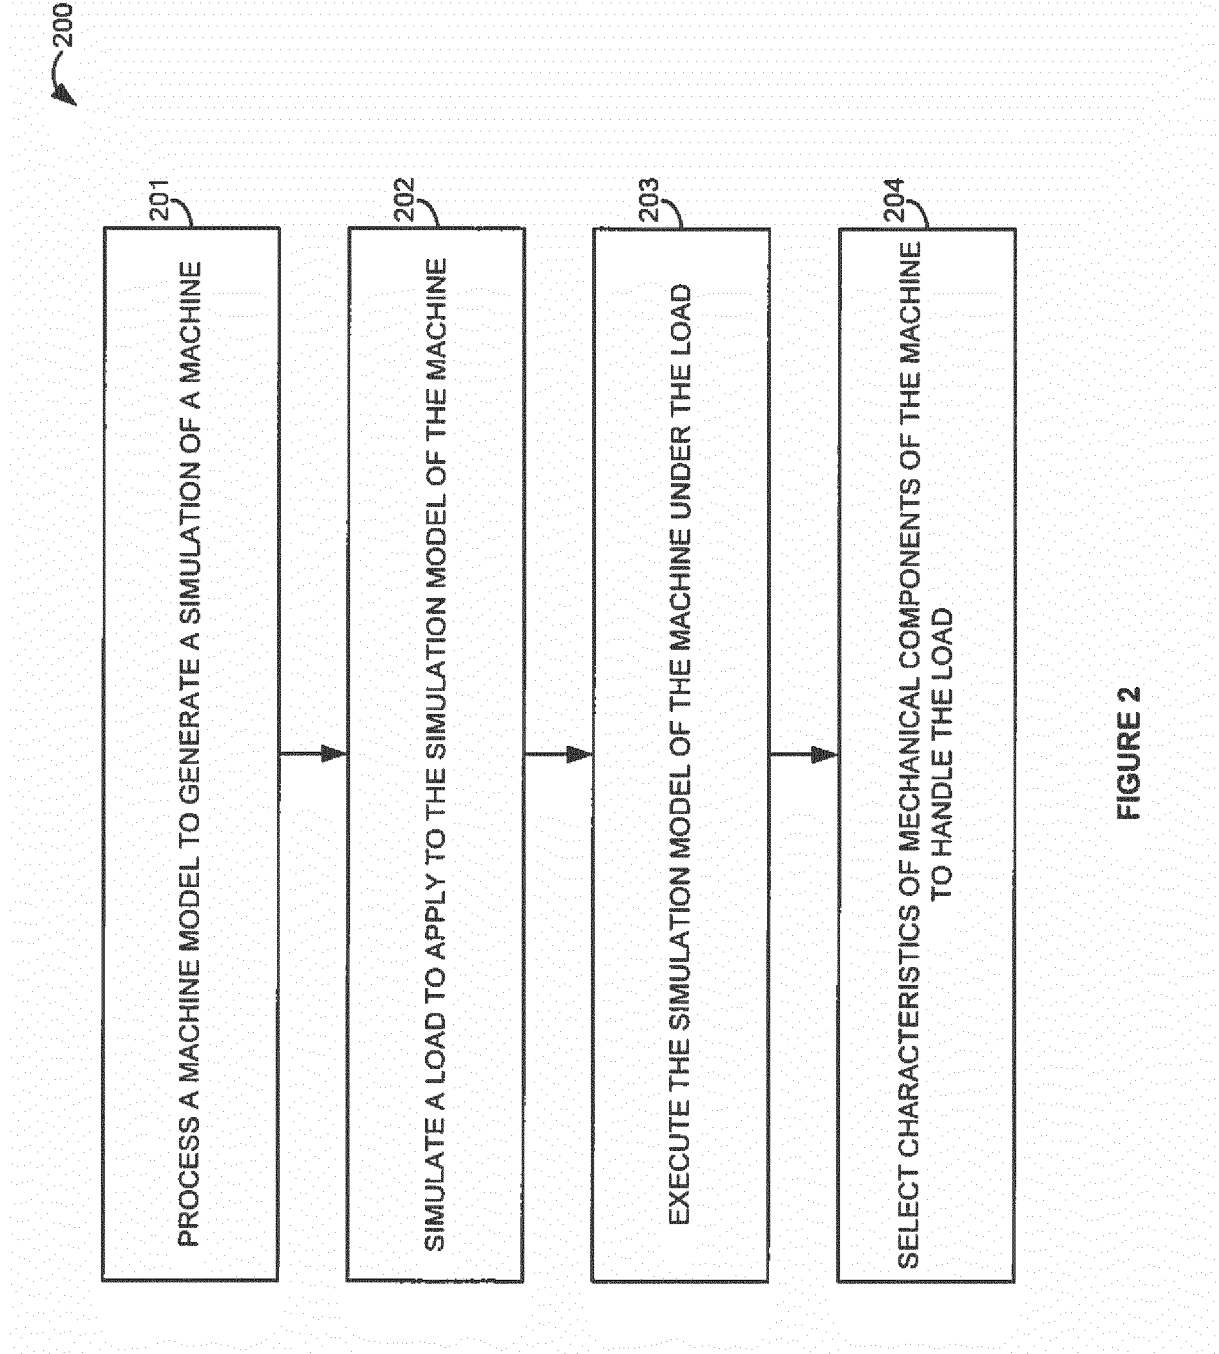 200
201
PROCESS A MACHINE MODEL TO GENERATE A SIMULATION OF A MACHINE
202
SIMULATE A LOAD TO APPLY TO THE SIMULATION MODEL OF THE MACHINE
203
EXECUTE THE SIMULATION MODEL OF THE MACHINE UNDER THE LOAD
204
SELECT CHARACTERISTICS OF MECHANICAL COMPONENTS OF THE MACHINE
TO HANDLE THE LOAD
FIGURE 2